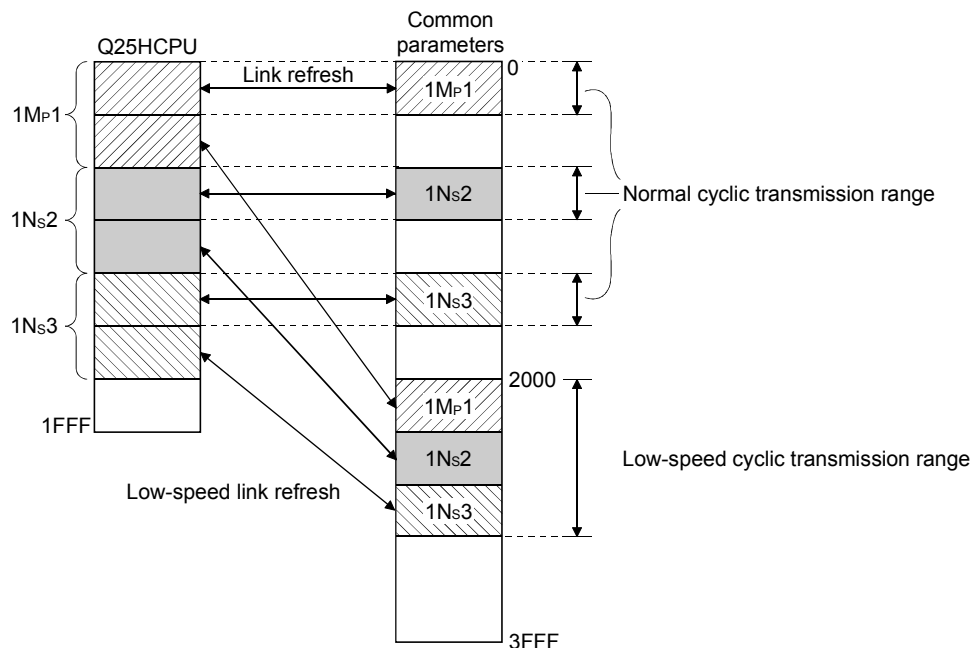 Common
parameters
Q25HCPU
0
Link refresh
1MP1
1MP1
1NS2
1NS2
Normal cyclic transmission range
1NS3
1NS3
2000
1MP1
1FFF
1NS2
Low-speed cyclic transmission range
Low-speed link refresh
1NS3
3FFF